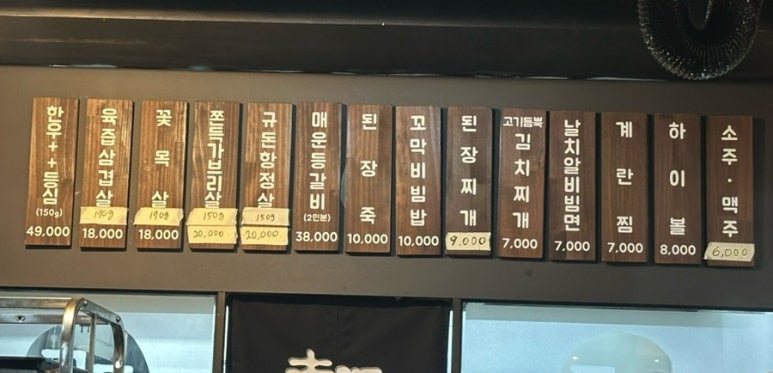 한우++등심
(150g)
49,000
육즙삼겹살
170g
18,000
꽃목살
170g
18,000
쫀득가브리살
150g
20,000
규돈항정살
150g
20,000
매운등갈비
(2인분)
38,000
된장죽
10,000
꼬막비빔밥
10,000
된장찌개
9,000
고기듬뿍
김치찌개
7,000
날치알비빔면
7,000
계란찜
7,000
하이볼
8,000
소주·맥주
6,000